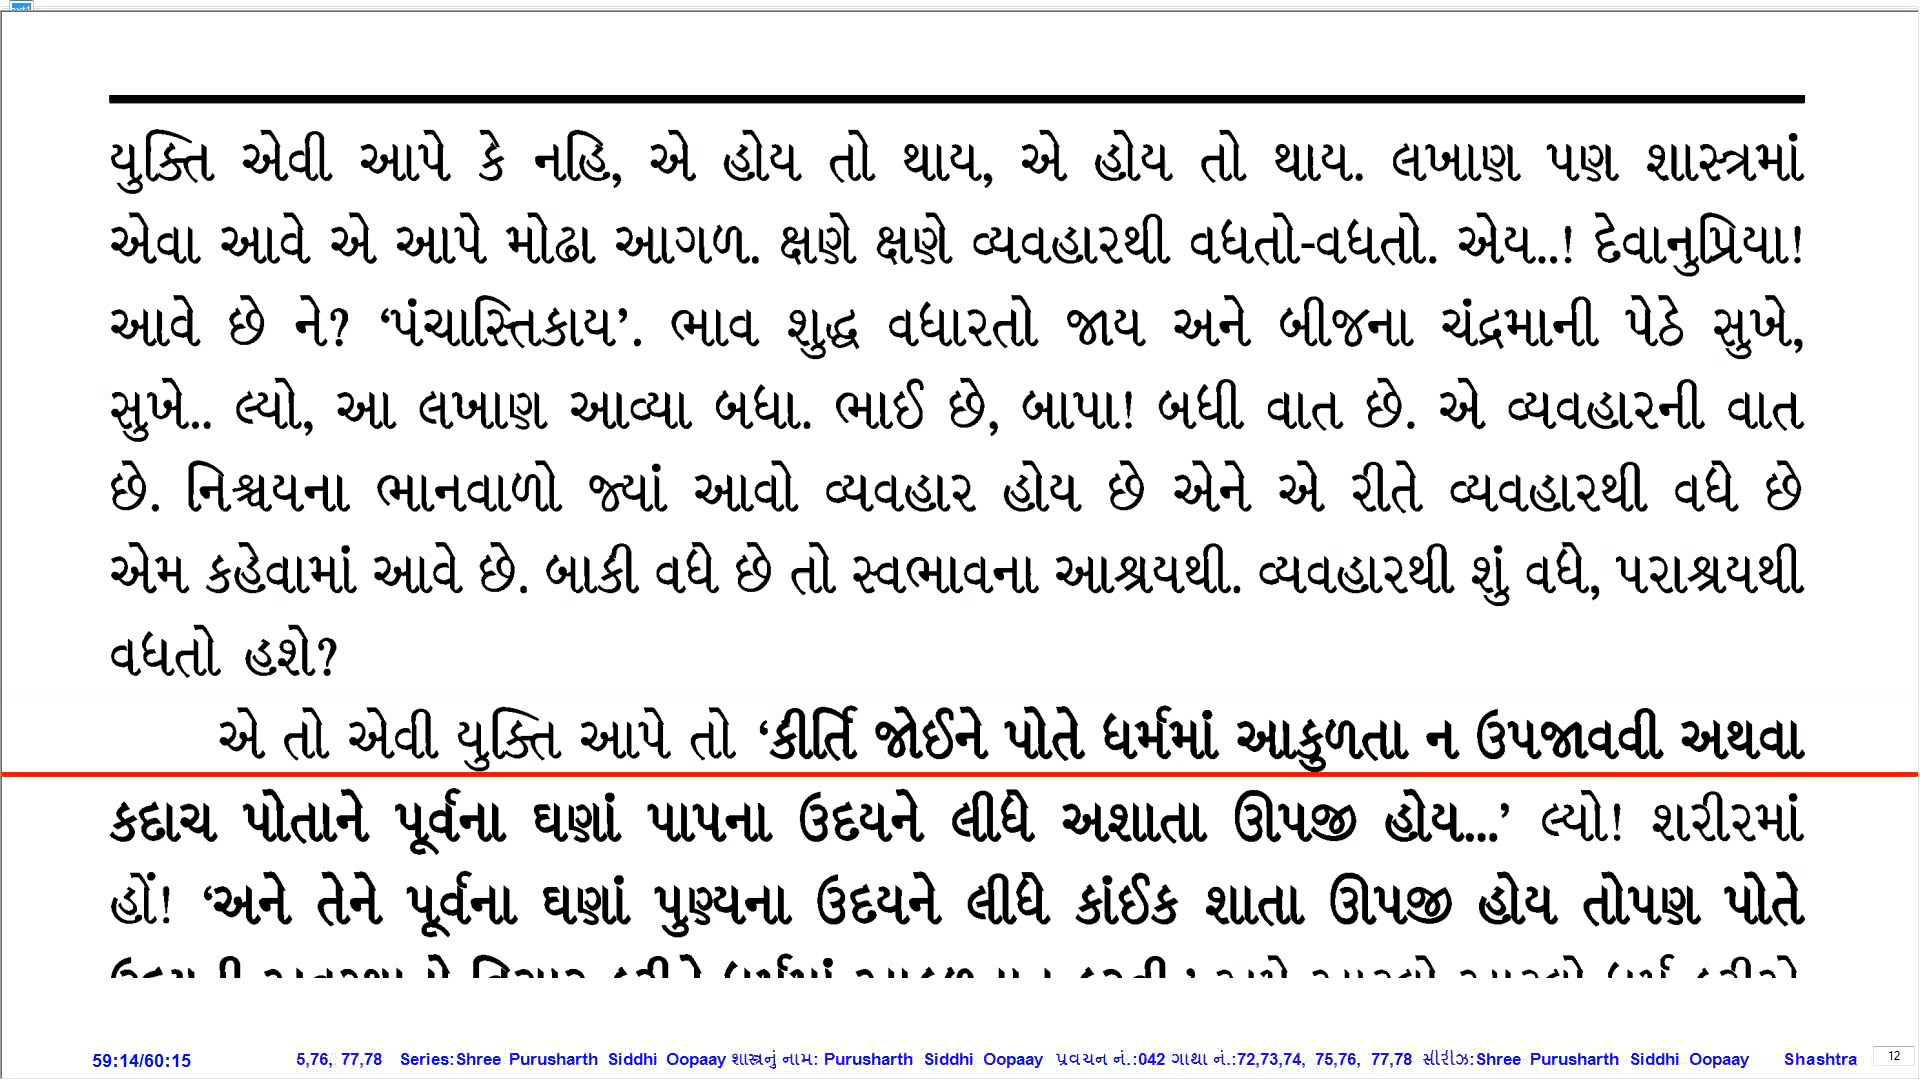 યુક્તિ એવી આપે કે નહિ, એ હોય તો થાય, એ હોય તો થાય. લખાણ પણ શાસ્ત્રમાં
એવા આવે એ આપે મોઢા આગળ. ક્ષણે ક્ષણે વ્યવહારથી વધતો-વધતો. એય..! દેવાનુપ્રિયા!
આવે છે ને? ‘પંચાસ્તિકાય’. ભાવ શુદ્ધ વધારતો જાય અને બીજના ચંદ્રમાની પેઠે સુખે,
સુખે.. લ્યો, આ લખાણ આવ્યા બધા. ભાઈ છે, બાપા! બધી વાત છે. એ વ્યવહારની વાત
છે. નિશ્ચયના ભાનવાળો જ્યાં આવો વ્યવહાર હોય છે એને એ રીતે વ્યવહારથી વધે છે
એમ કહેવામાં આવે છે. બાકી વધે છે તો સ્વભાવના આશ્રયથી. વ્યવહારથી શું વધે, પરાશ્રયથી
વધતો હશે?
એ તો એવી યુક્તિ આપે તો ‘કીર્તિ જોઈને પોતે ધર્મમાં આકુળતા ન ઉપજાવવી અથવા
કદાચ પોતાને પૂર્વના ઘણાં પાપના ઉદયને લીધે અશાતા ઊપજી હોય...’ લ્યો! શરીરમાં
હોં! ‘અને તેને પૂર્વના ઘણાં પુણ્યના ઉદયને લીધે કાંઈક શાતા ઊપજી હોય તોપણ પોતે
59:14/60:15 5,76, 77,78 Series:Shree Purusharth Siddhi Oopaay શાસ્ત્રનું નામ: Purusharth Siddhi Oopaay પ્રવચન નં.:042 ગાથા નં.:72,73,74, 75,76, 77,78 સીરીઝ:Shree Purusharth Siddhi Oopaay Shashtra 12